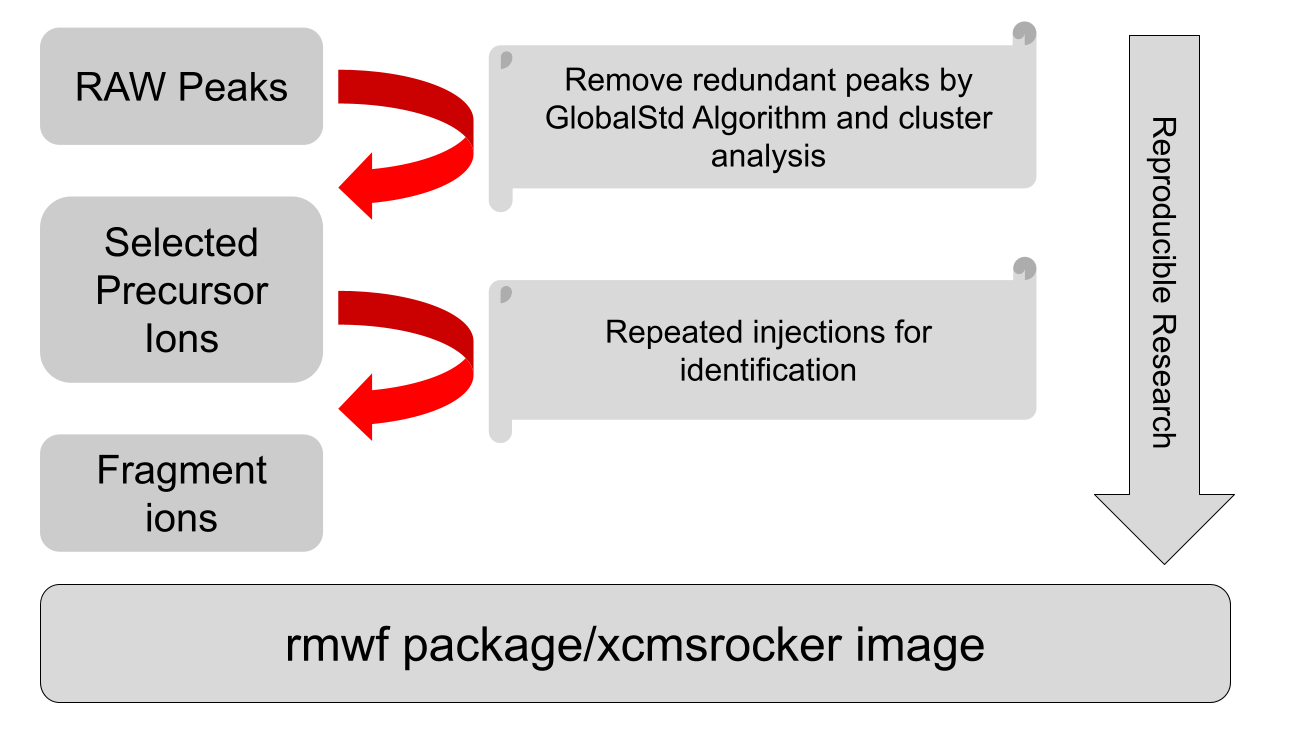 RAW Peaks
Remove redundant peaks by
GlobalStd Algorithm and cluster
analysis
Selected
Precursor
Ions
Repeated injections for
identification
Fragment
ions
Reproducible Research
rmwf package/xcmsrocker image